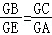 GB/GE = GC/GA